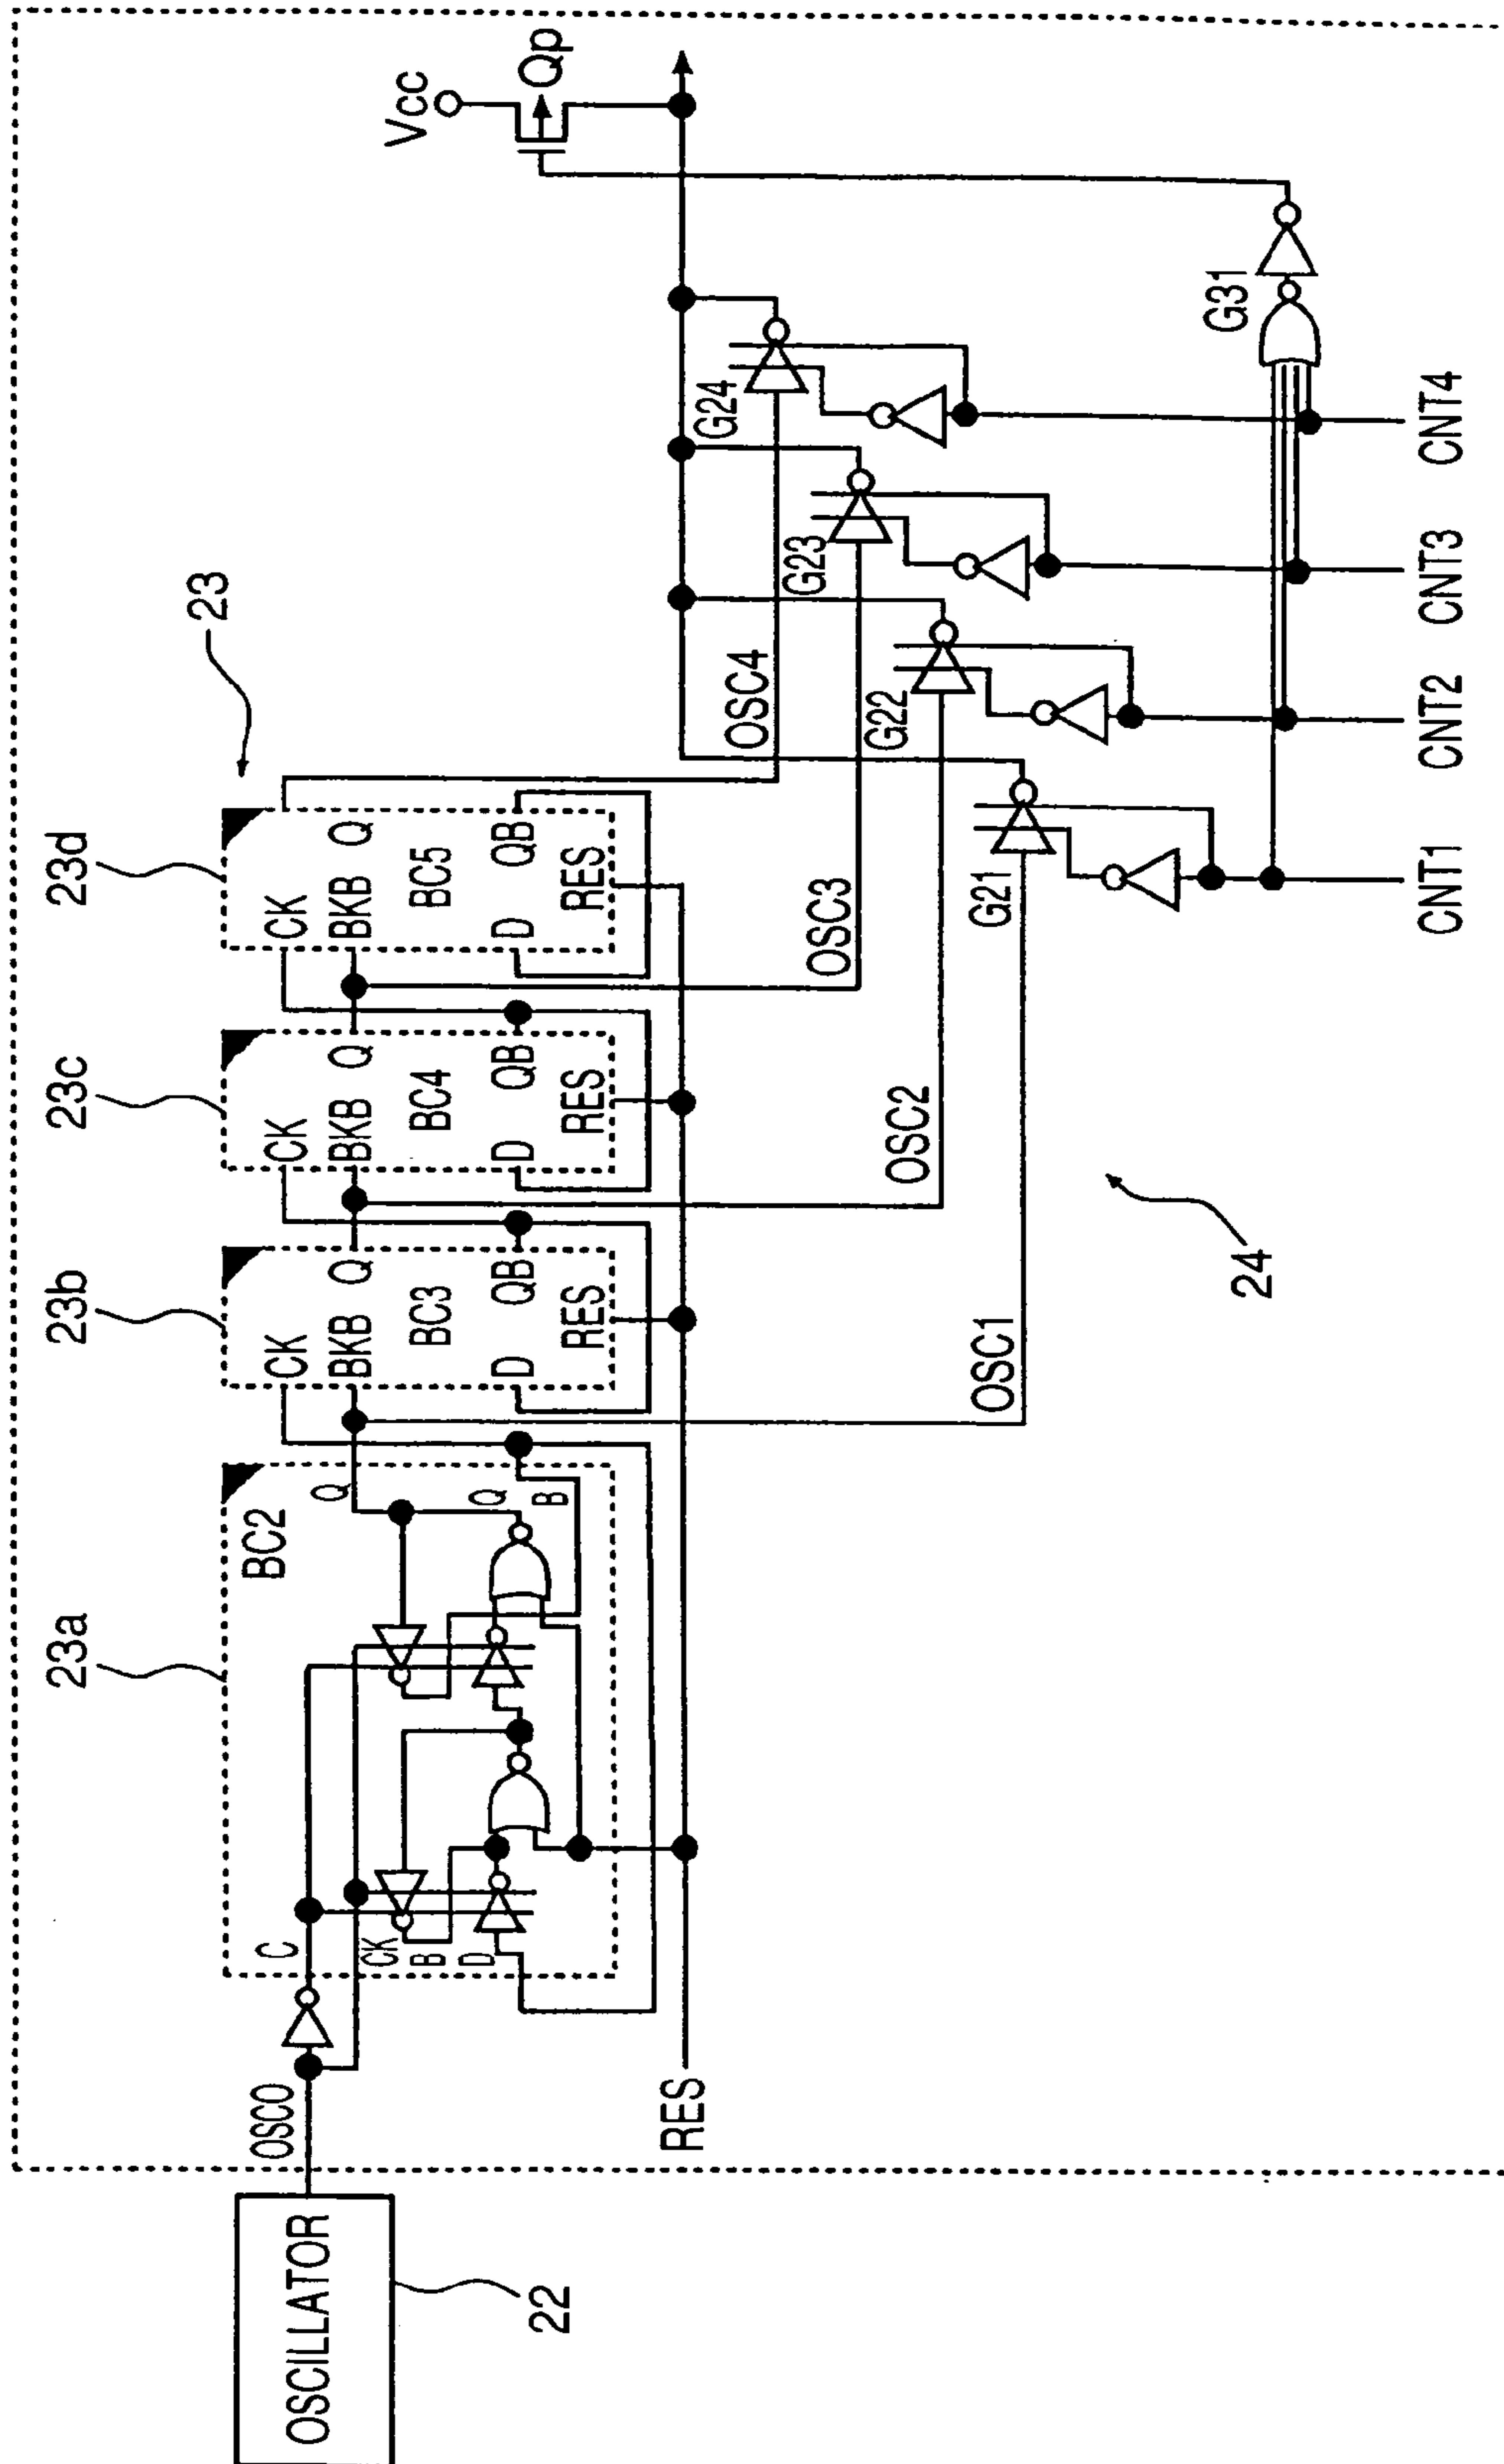 OSCILLATOR
22
OSCO
RES
23a
BC2
C
CK
B
D
Q
Q
B
23b
CK
BKB Q
BC3
D QB
RES
23c
CK
BKB Q
BC4
D QB
RES
23d
CK
BKB Q
BC5
D QB
RES
23
OSC1
OSC2
OSC3
OSC4
24
G21
G22
G23
G24
G31
Vcc
Qp
CNT1
CNT2
CNT3
CNT4